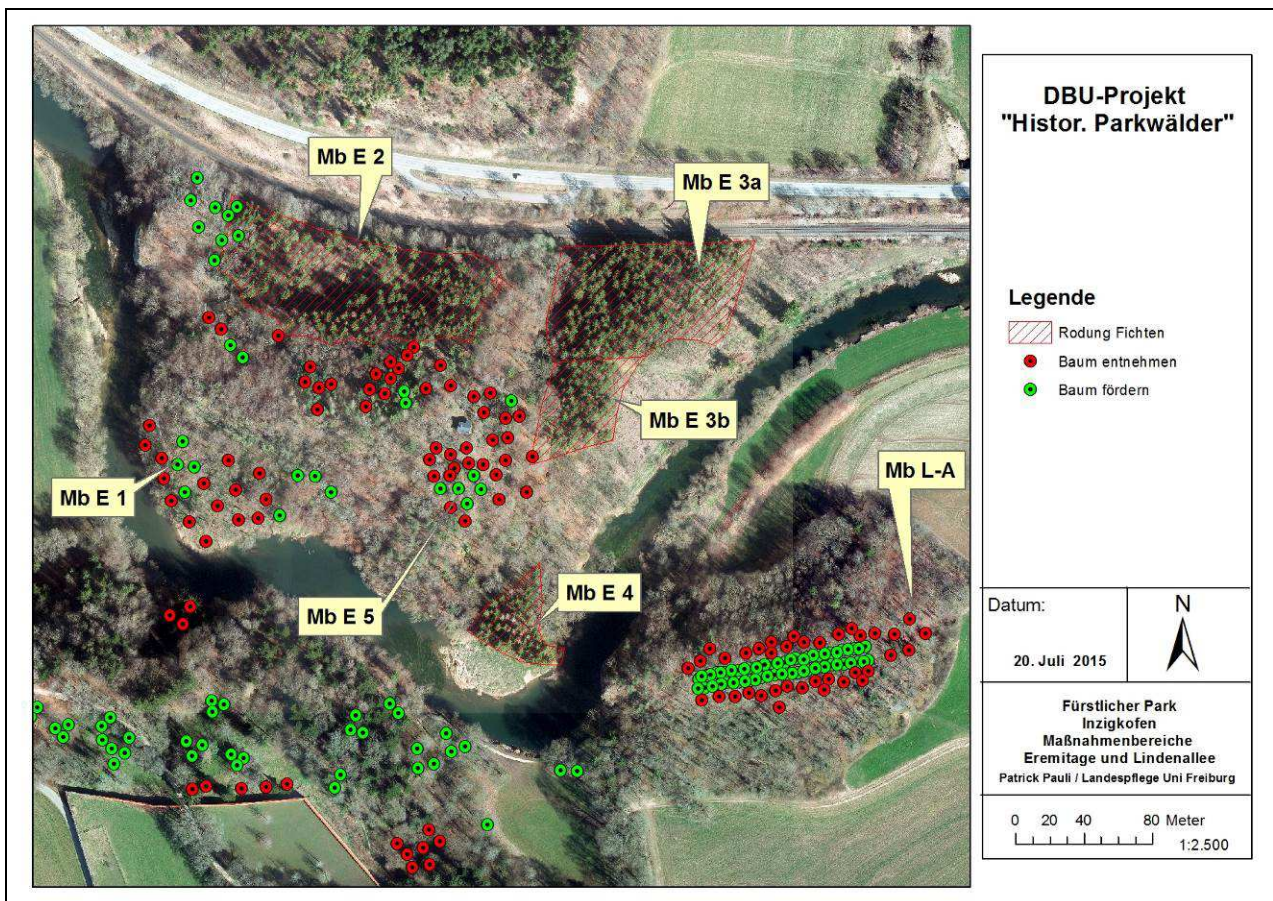 Mb E 2
Mb E 3a
Mb E 3b
Mb E 1
Mb L-A
Mb E 5
Mb E 4
DBU-Projekt
"Histor. Parkwälder"
Legende
Rodung Fichten
Baum entnehmen
Baum fördern
Datum:
20. Juli 2015
N
Fürstlicher Park
Inzigkofen
Maßnahmenbereiche
Eremitage und Lindenallee
Patrick Pauli / Landespflege Uni Freiburg
0 20 40 80 Meter
1:2.500